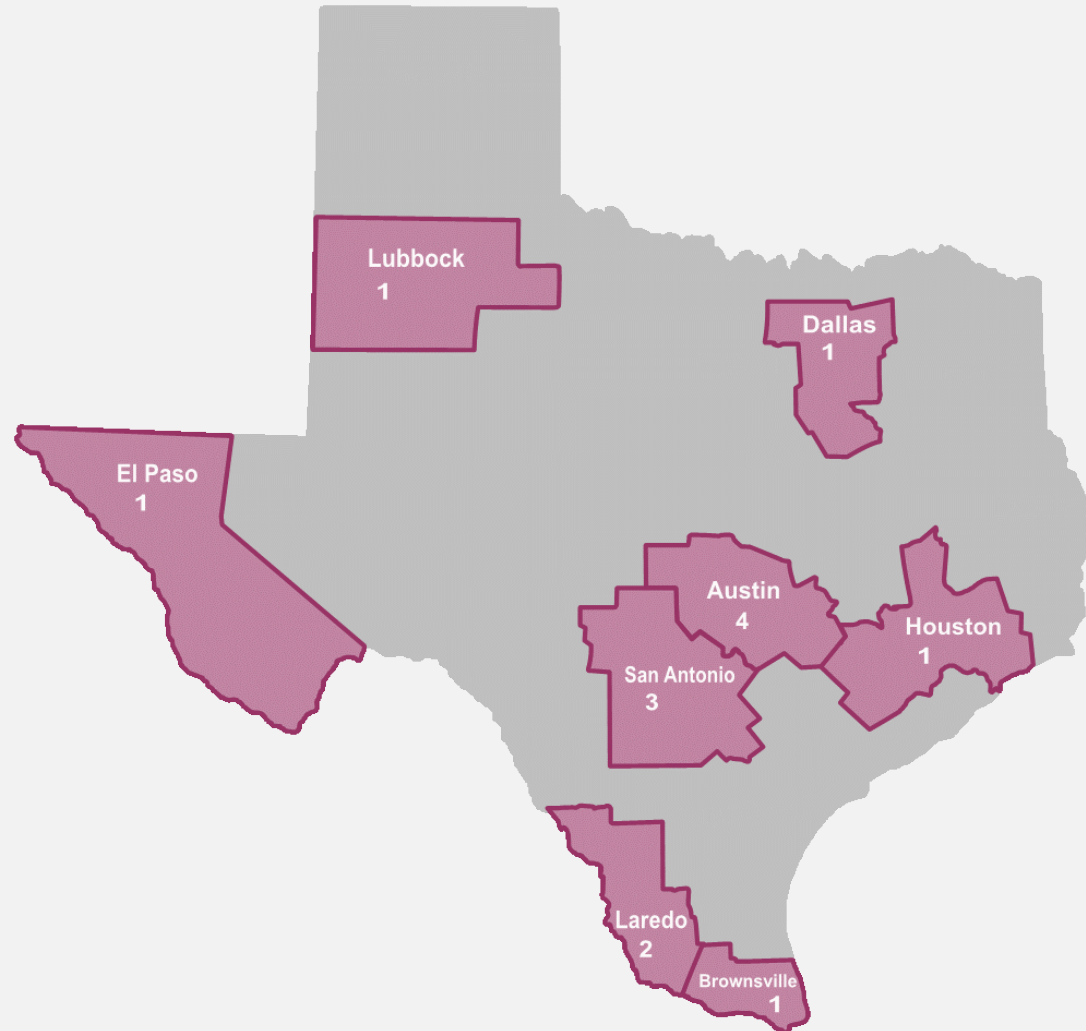 Lubbock
1
Dallas
1
El Paso
1
Austin
4
Houston
1
San Antonio
3
Laredo
2
Brownsville
1